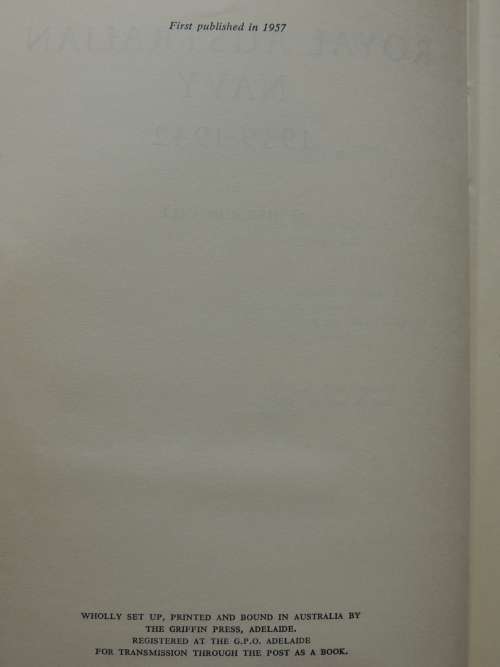 First published in 1957
WHOLLY SET UP, PRINTED AND BOUND IN AUSTRALIA BY
THE GRIFFIN PRESS, ADELAIDE.
REGISTERED AT THE G.P.O. ADELAIDE
FOR TRANSMISSION THROUGH THE POST AS A BOOK.